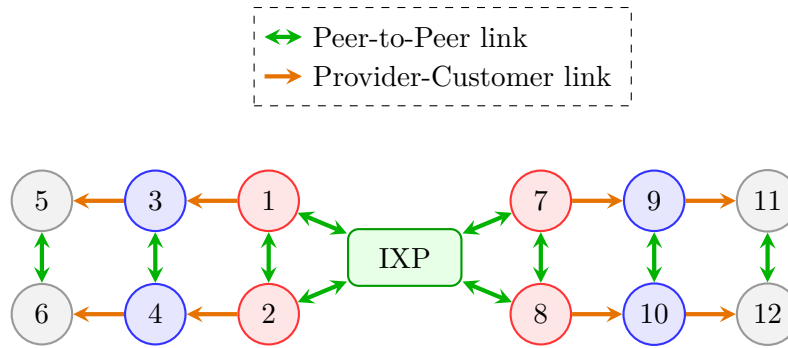 Peer-to-Peer link
Provider-Customer link
5 3 1 7 9 11
IXP
6 4 2 8 10 12